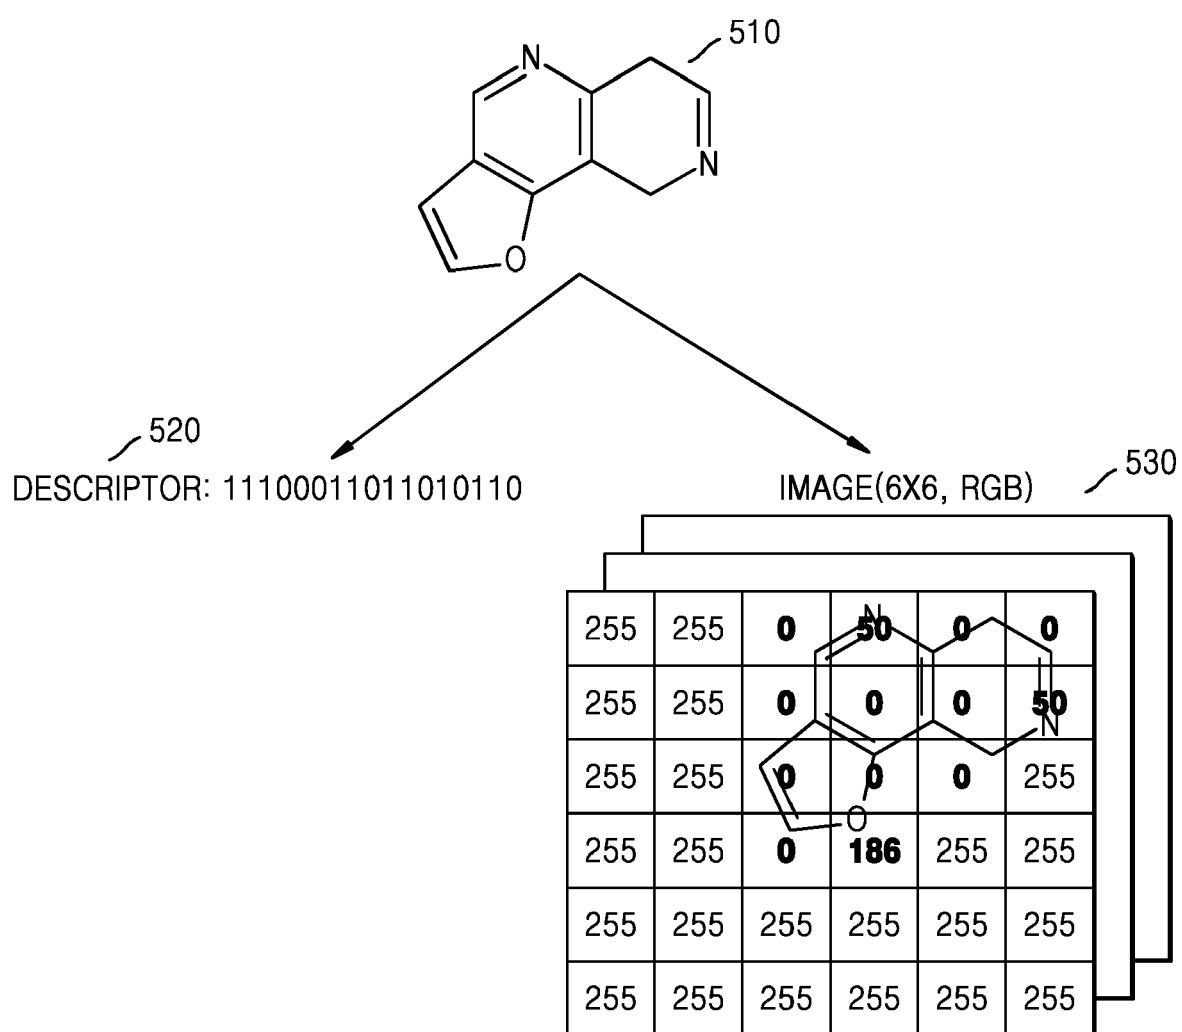 510
N
N
O
520
DESCRIPTOR: 11100011011010110
530
IMAGE(6X6, RGB)
N
255 255 0 50 0 0
255 255 0 0 0 50
N
255 255 0 0 0 255
O
255 255 0 186 255 255
255 255 255 255 255 255
255 255 255 255 255 255